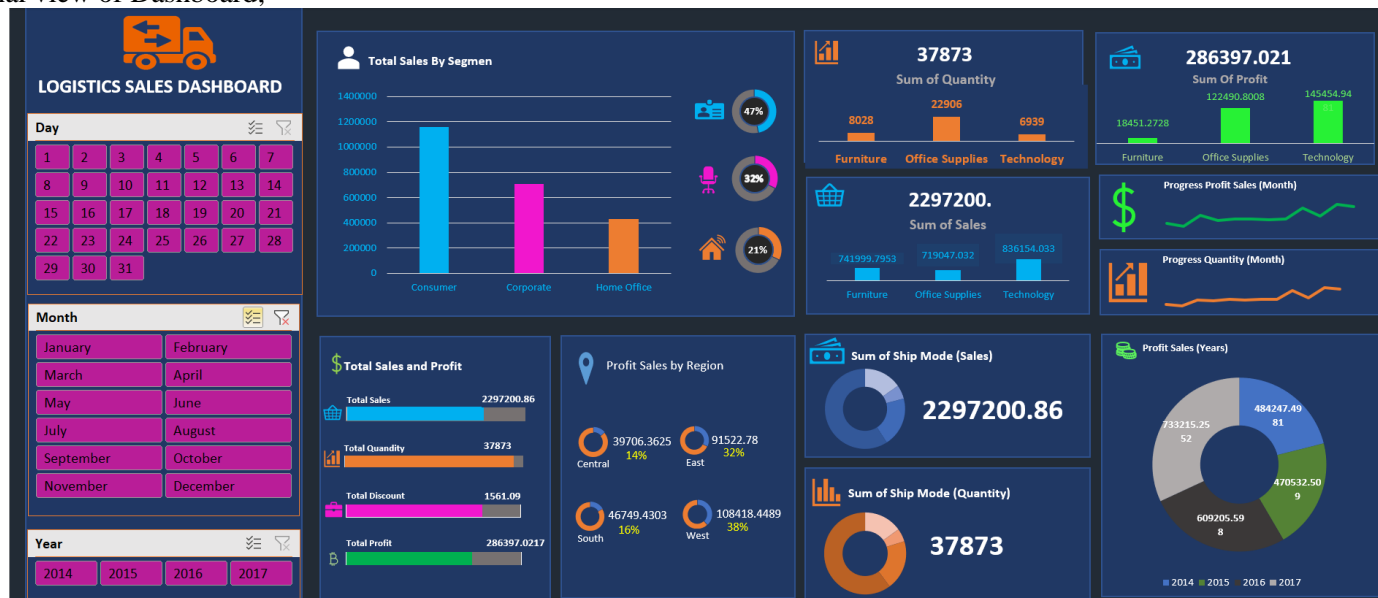 nal view of Dashboard,
LOGISTICS SALES DASHBOARD
Day
1 2 3 4 5 6 7
8 9 10 11 12 13 14
15 16 17 18 19 20 21
22 23 24 25 26 27 28
29 30 31
Month
January February
March April
May June
July August
September October
November December
Year
2014 2015 2016 2017
Total Sales By Segmen
1400000
1200000
1000000
800000
600000
400000
200000
0
Consumer Corporate Home Office
47%
32%
21%
37873
Sum of Quantity
8028 22906 6939
Furniture Office Supplies Technology
286397.021
Sum Of Profit
18451.2728 122490.8008 145454.94
81
Furniture Office Supplies Technology
2297200.
Sum of Sales
741999.7953 719047.032 836154.033
Furniture Office Supplies Technology
Progress Profit Sales (Month)
Progress Quantity (Month)
Total Sales and Profit
Total Sales 2297200.86
Total Quandity 37873
Total Discount 1561.09
Total Profit 286397.0217
Profit Sales by Region
39706.3625
14%
Central
91522.78
32%
East
46749.4303
16%
South
108418.4489
38%
West
Sum of Ship Mode (Sales)
2297200.86
Sum of Ship Mode (Quantity)
37873
Profit Sales (Years)
484247.49
81
733215.25
52
470532.50
9
609205.59
8
2014 2015 2016 2017